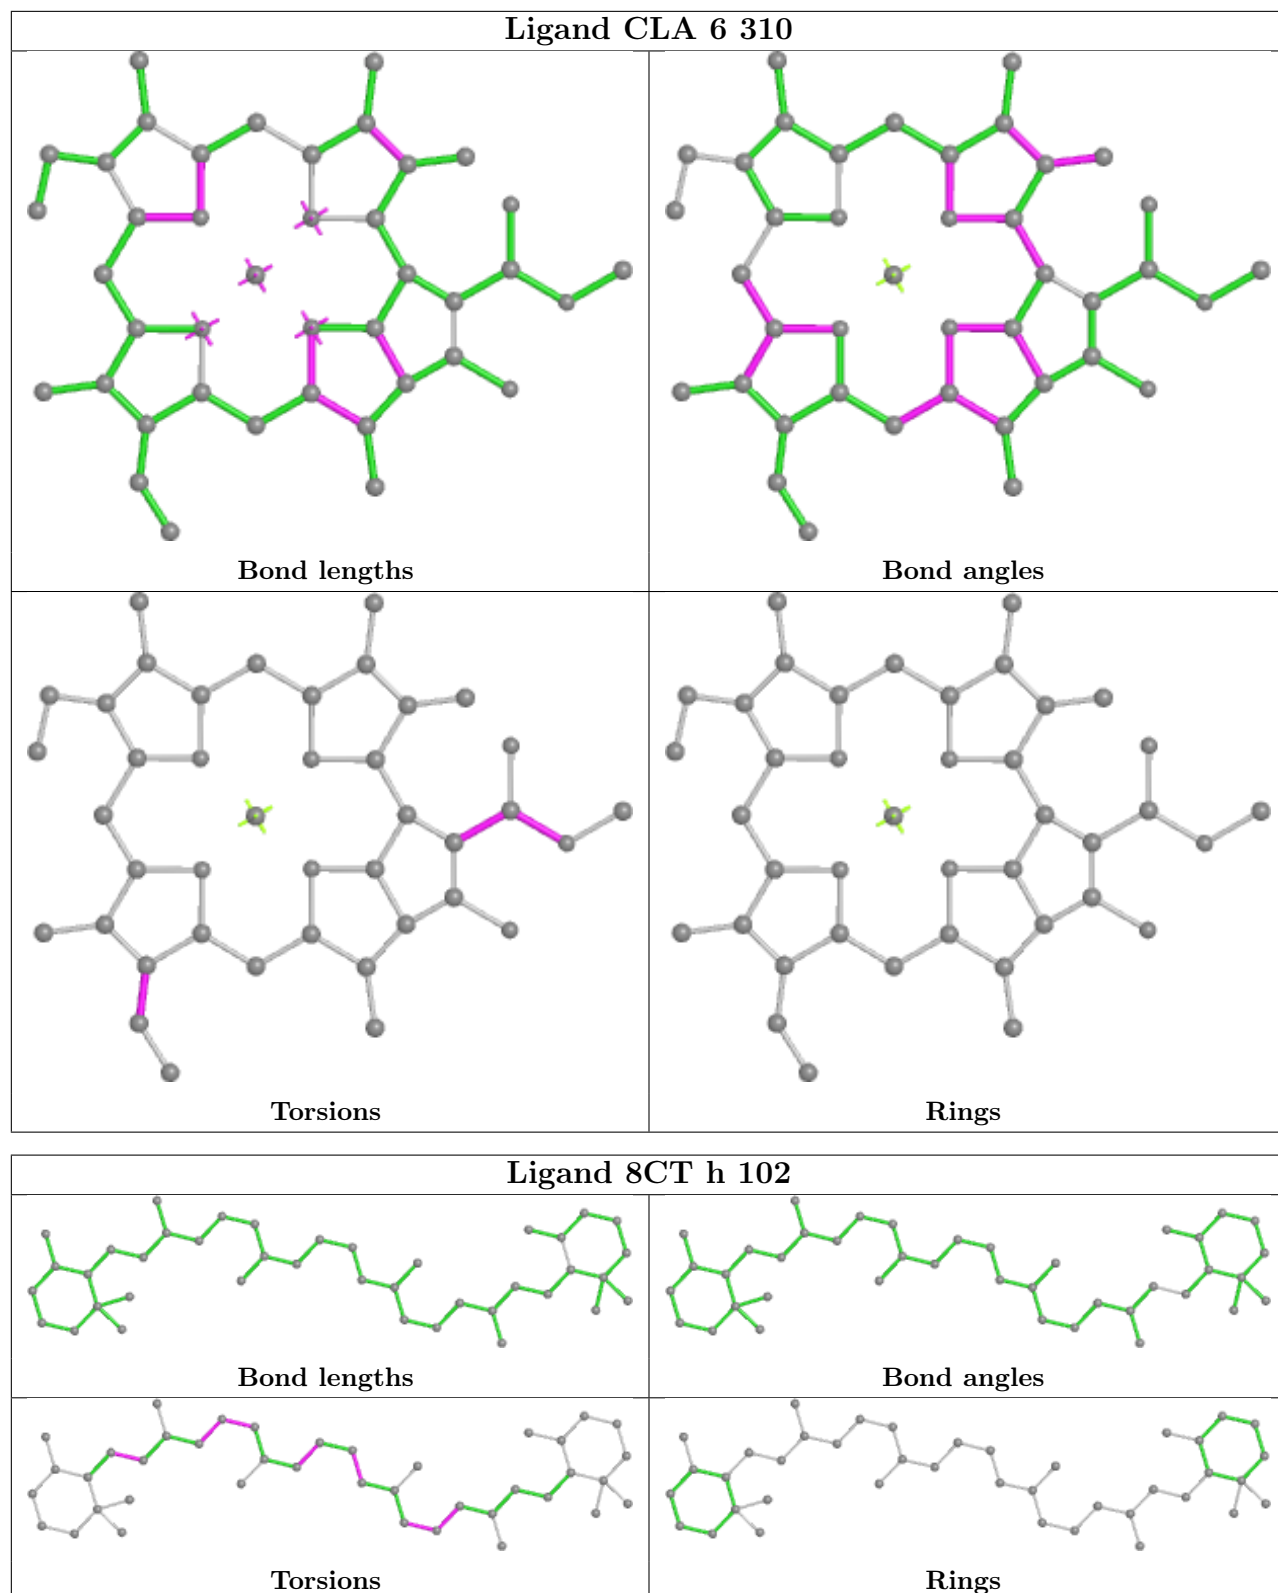 Ligand CLA 6 310
Bond lengths
Bond angles
Torsions
Rings
Ligand 8CT h 102
Bond lengths
Bond angles
Torsions
Rings